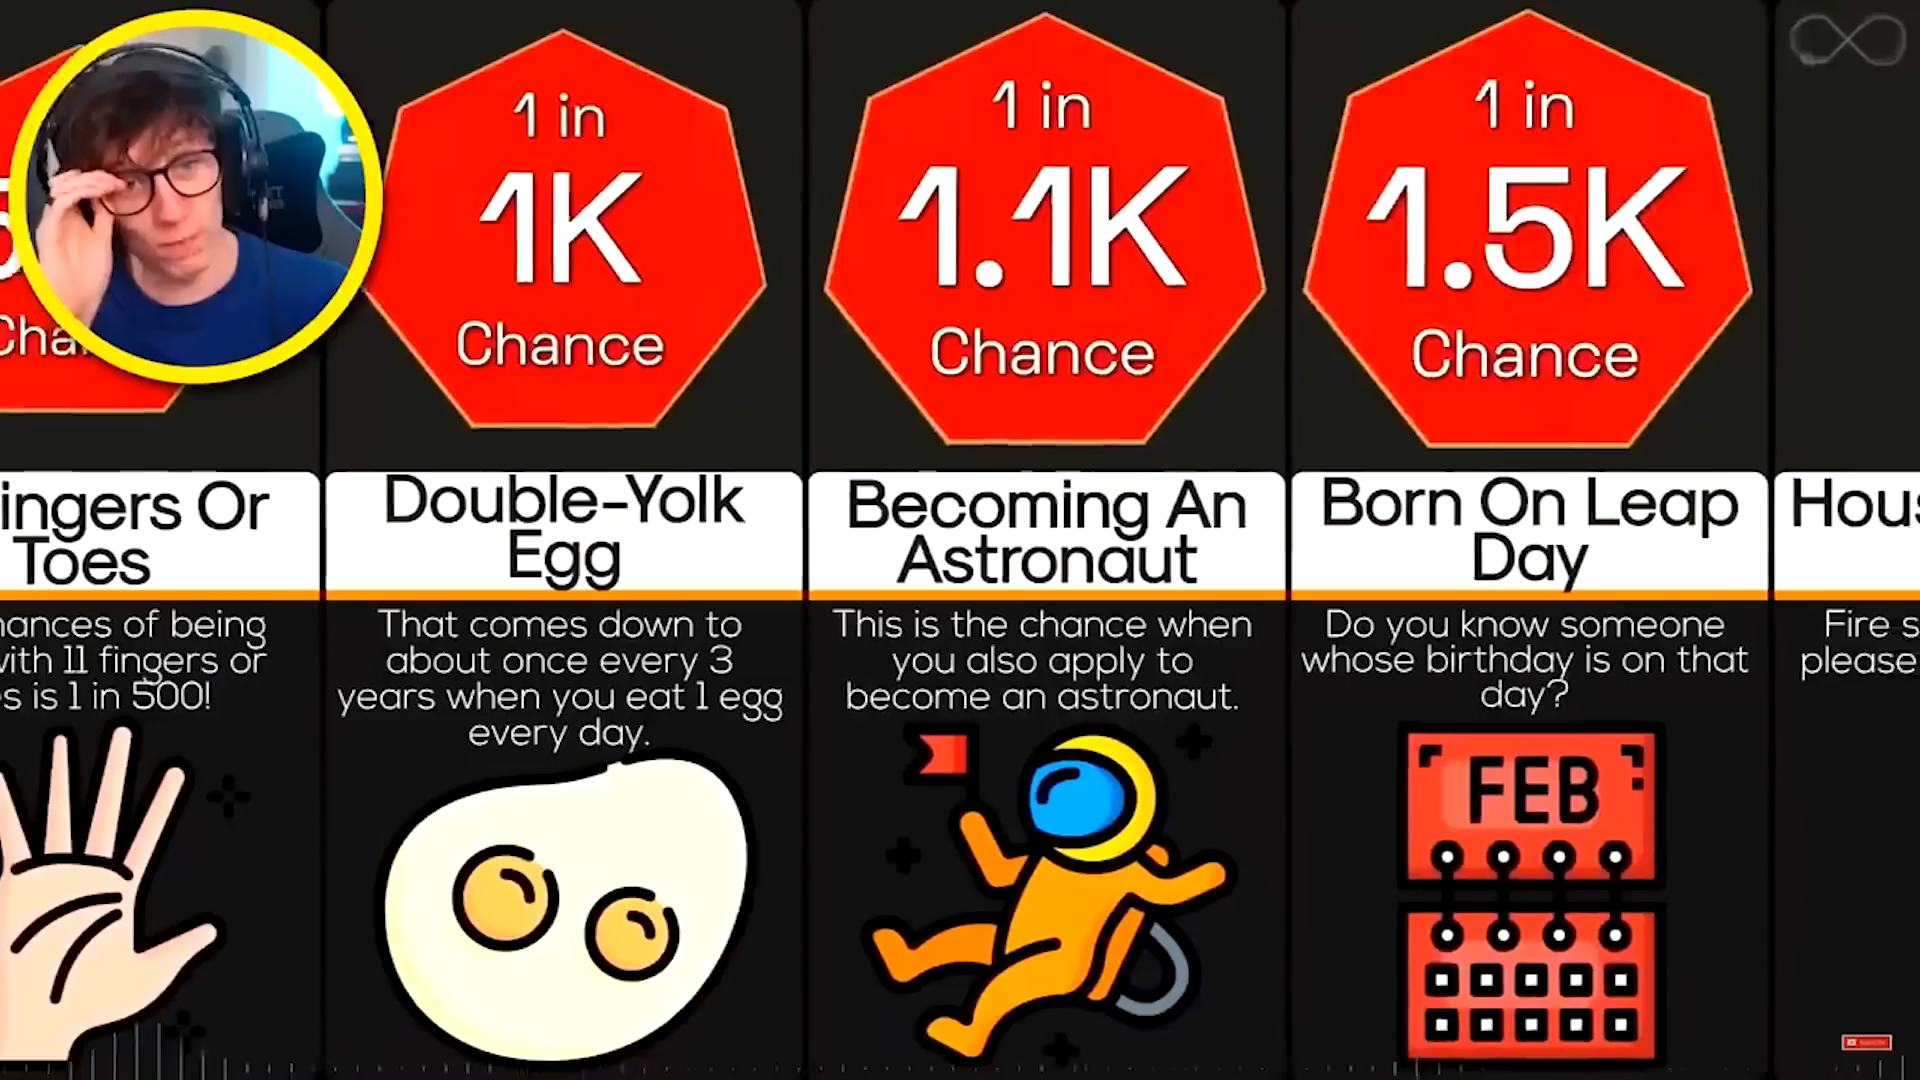 5
Cha
ingers Or
Toes
hances of being
with 11 fingers or
es is 1 in 500!
1 in
1K
Chance
Double-Yolk
Egg
That comes down to
about once every 3
years when you eat 1 egg
every day.
1 in
1.1K
Chance
Becoming An
Astronaut
This is the chance when
you also apply to
become an astronaut.
1 in
1.5K
Chance
Born On Leap
Day
Do you know someone
whose birthday is on that
day?
FEB
Hous
Fire s
please